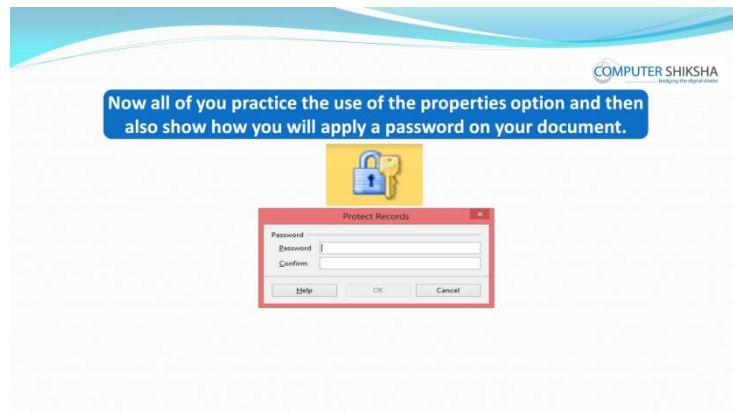 COMPUTER SHIKSHA
bridging the digital divide
Now all of you practice the use of the properties option and then
also show how you will apply a password on your document.
Protect Records
Password
Password
Confirm
Help OK Cancel